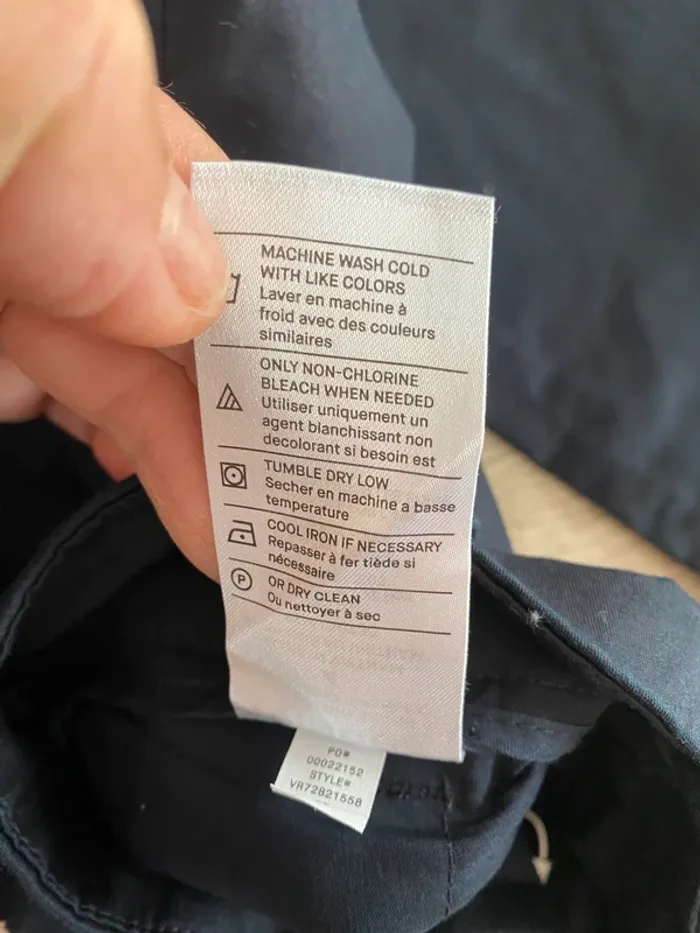 MACHINE WASH COLD
WITH LIKE COLORS
Laver en machine à
froid avec des couleurs
similaires
ONLY NON-CHLORINE
BLEACH WHEN NEEDED
Utiliser uniquement un
agent blanchissant non
decolorant si besoin est
TUMBLE DRY LOW
Secher en machine a basse
temperature
COOL IRON IF NECESSARY
Repasser à fer tiède si
nécessaire
P
OR DRY CLEAN
Ou nettoyer à sec
PO#
00022152
STYLE#
VR72821558